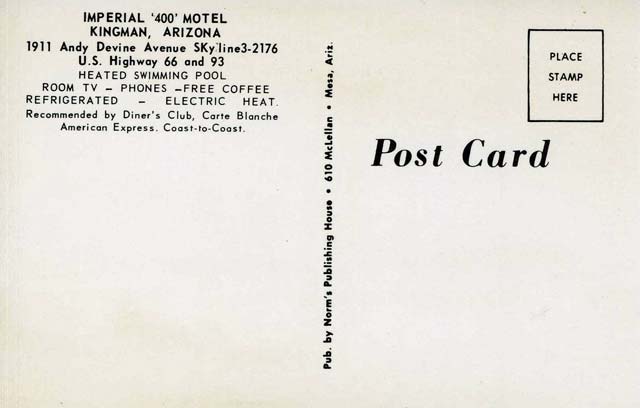 IMPERIAL '400' MOTEL
KINGMAN, ARIZONA
1911 Andy Devine Avenue SKyline3-2176
U.S. Highway 66 and 93
HEATED SWIMMING POOL
ROOM TV – PHONES –FREE COFFEE
REFRIGERATED – ELECTRIC HEAT.
Recommended by Diner's Club, Carte Blanche
American Express. Coast-to-Coast.
Pub. by Norm's Publishing House • 610 McLellan • Mesa, Ariz.
PLACE
STAMP
HERE
Post Card